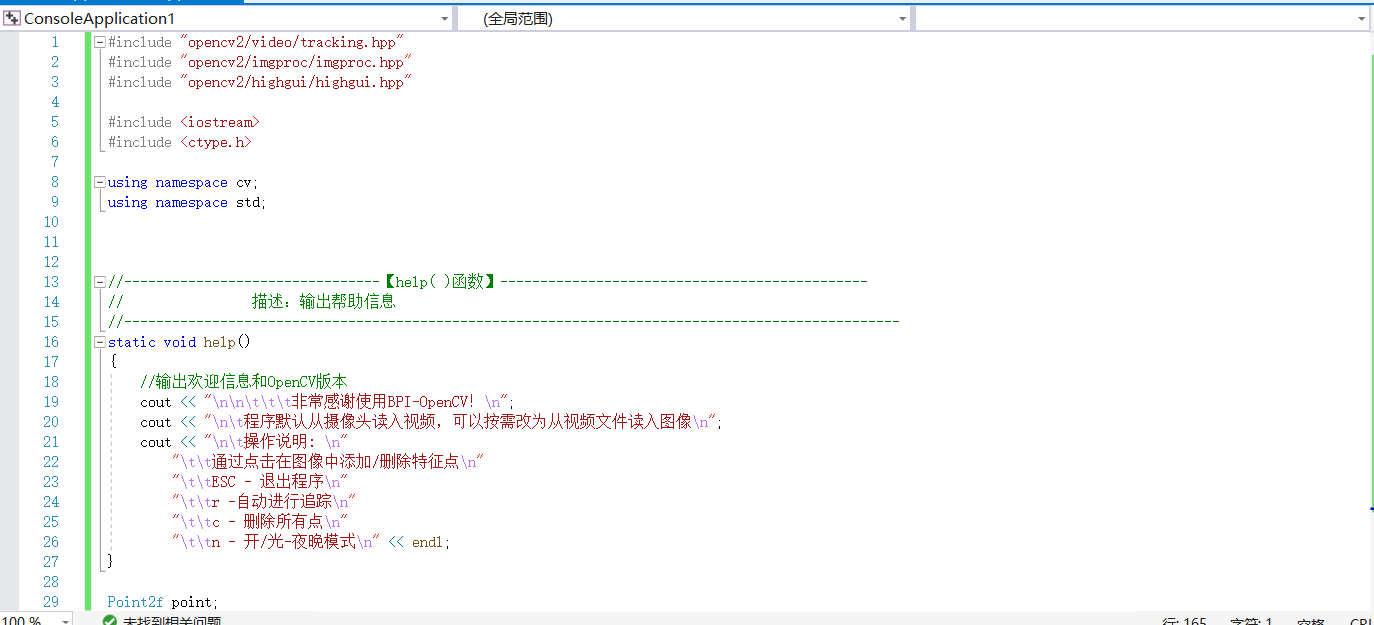 ConsoleApplication1 (全局范围)
1 #include "opencv2/video/tracking.hpp"
2 #include "opencv2/imgproc/imgproc.hpp"
3 #include "opencv2/highgui/highgui.hpp"
4
5 #include <iostream>
6 #include <ctype.h>
7
8 using namespace cv;
9 using namespace std;
10
11
12
13 //--------------------------------【help( )函数】----------------------------------------------
14 // 描述：输出帮助信息
15 //-------------------------------------------------------------------------------------------------
16 static void help()
17 {
18 //输出欢迎信息和OpenCV版本
19 cout << "\n\n\t\t\t非常感谢使用BPI-OpenCV！\n";
20 cout << "\n\t程序默认从摄像头读入视频，可以按需改为从视频文件读入图像\n";
21 cout << "\n\t操作说明: \n"
22 "\t\t通过点击在图像中添加/删除特征点\n"
23 "\t\tESC - 退出程序\n"
24 "\t\tr -自动进行追踪\n"
25 "\t\tc - 删除所有点\n"
26 "\t\tn - 开/光-夜晚模式\n" << endl;
27 }
28
29 Point2f point;
100 % 未找到相关问题 行: 165 字符: 1 空格